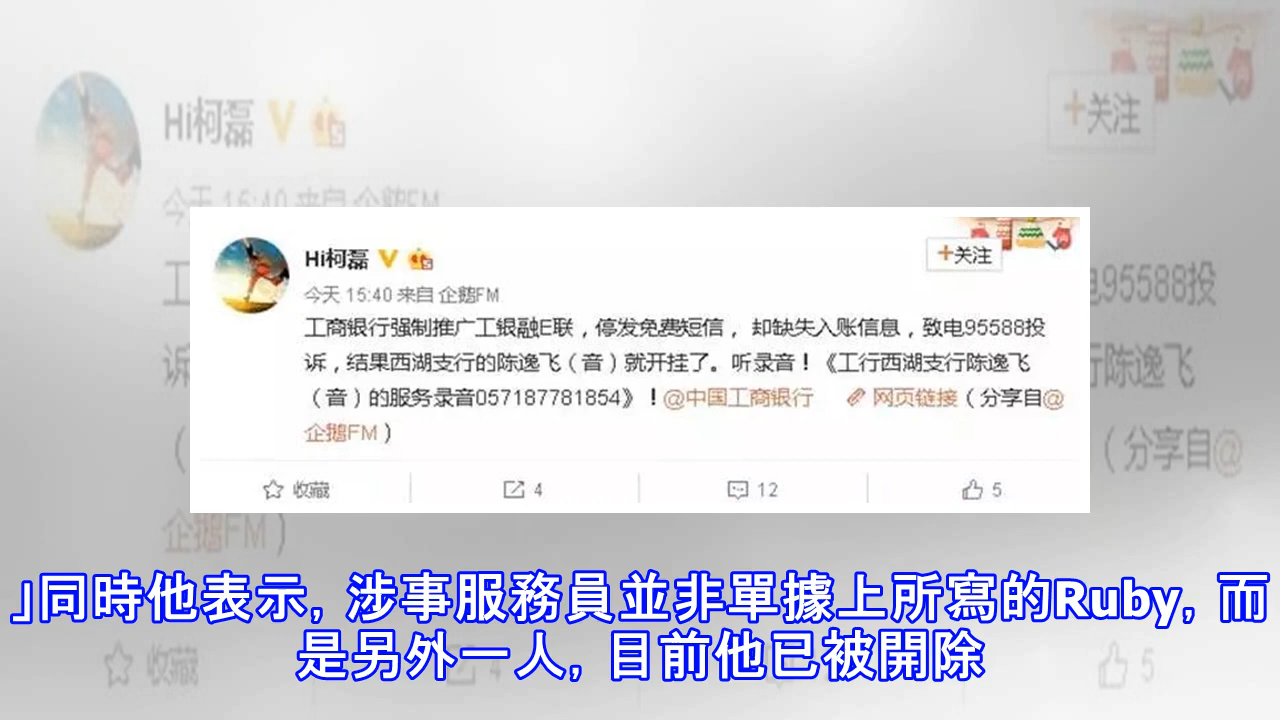 Hi柯磊
+关注
今天 15:40 来自 企鹅FM
工商银行强制推广工银融E联，停发免费短信， 却缺失入账信息，致电95588投
诉，结果西湖支行的陈逸飞（音）就开挂了。听录音！《工行西湖支行陈逸飞
（音）的服务录音057187781854》！@中国工商银行 网页链接（分享自@
企鹅FM）
收藏 4 12 5
」同時他表示, 涉事服務員並非單據上所寫的Ruby, 而
是另外一人, 目前他已被開除